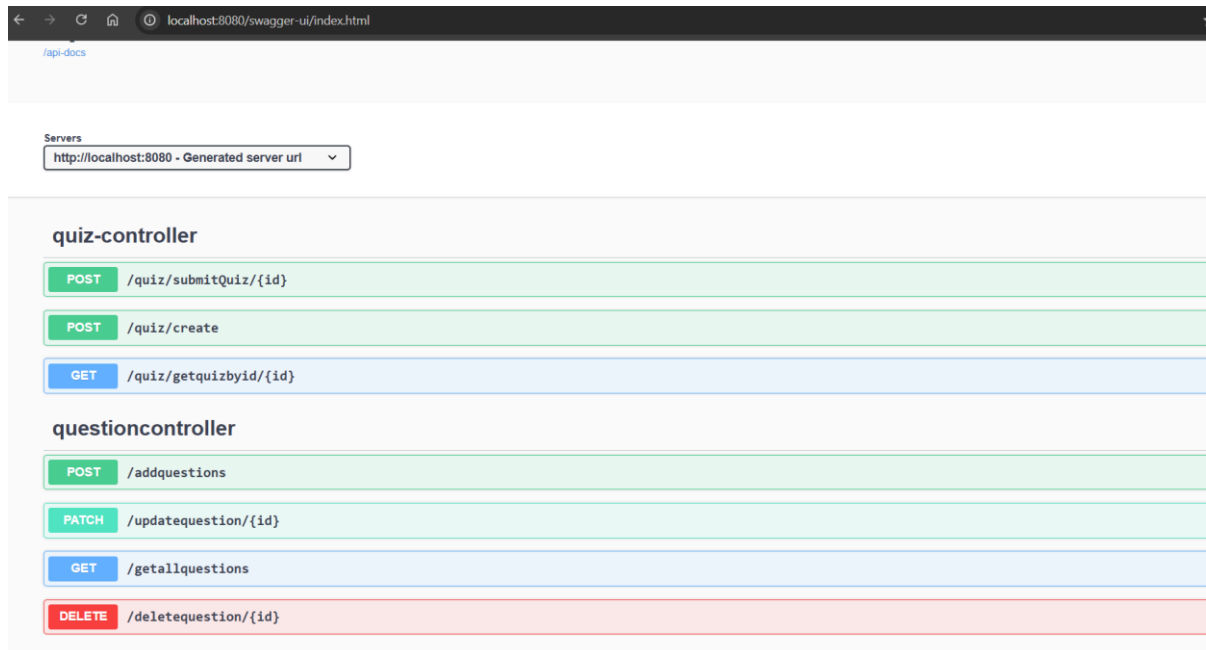 localhost:8080/swagger-ui/index.html
/api-docs
Servers
http://localhost:8080 - Generated server url
quiz-controller
POST /quiz/submitQuiz/{id}
POST /quiz/create
GET /quiz/getquizbyid/{id}
questioncontroller
POST /addquestions
PATCH /updatequestion/{id}
GET /getallquestions
DELETE /deletequestion/{id}